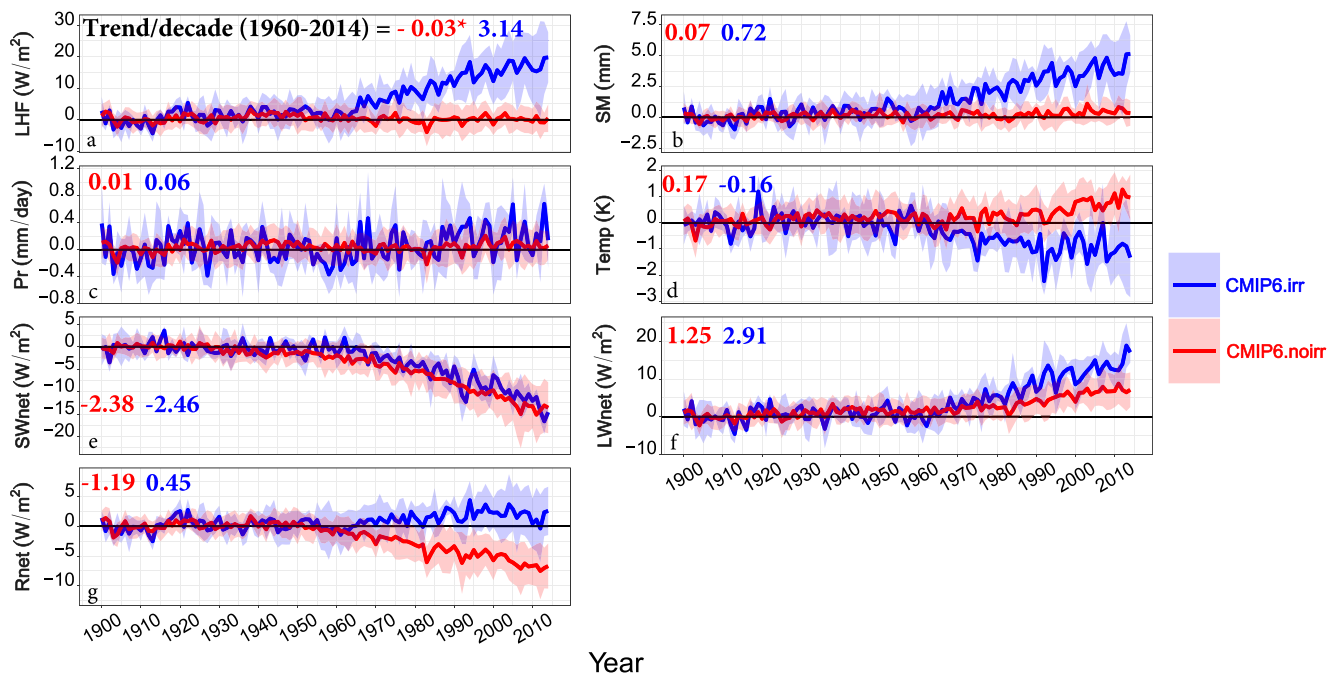 LHF (W/m²)
30
20
10
0
−10
Trend/decade (1960-2014) = - 0.03* 3.14
a
SM (mm)
7.5
5.0
2.5
0.0
−2.5
0.07 0.72
b
Pr (mm/day)
1.2
0.8
0.4
0.0
−0.4
−0.8
0.01 0.06
c
Temp (K)
2
1
0
−1
−2
−3
0.17 -0.16
d
SWnet (W/m²)
5
0
−5
−10
−15
−20
-2.38 -2.46
e
LWnet (W/m²)
20
10
0
−10
1.25 2.91
f
1900 1910 1920 1930 1940 1950 1960 1970 1980 1990 2000 2010
Rnet (W/m²)
5
0
−5
−10
-1.19 0.45
g
1900 1910 1920 1930 1940 1950 1960 1970 1980 1990 2000 2010
Year
CMIP6.irr
CMIP6.noirr